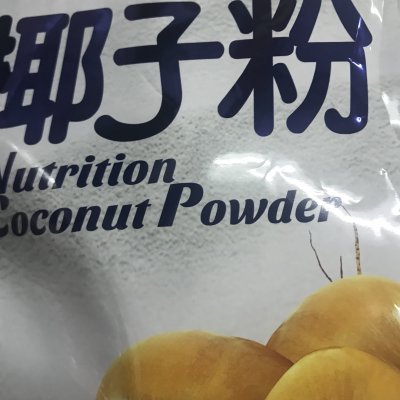 椰子粉
Nutrition
Coconut Powder